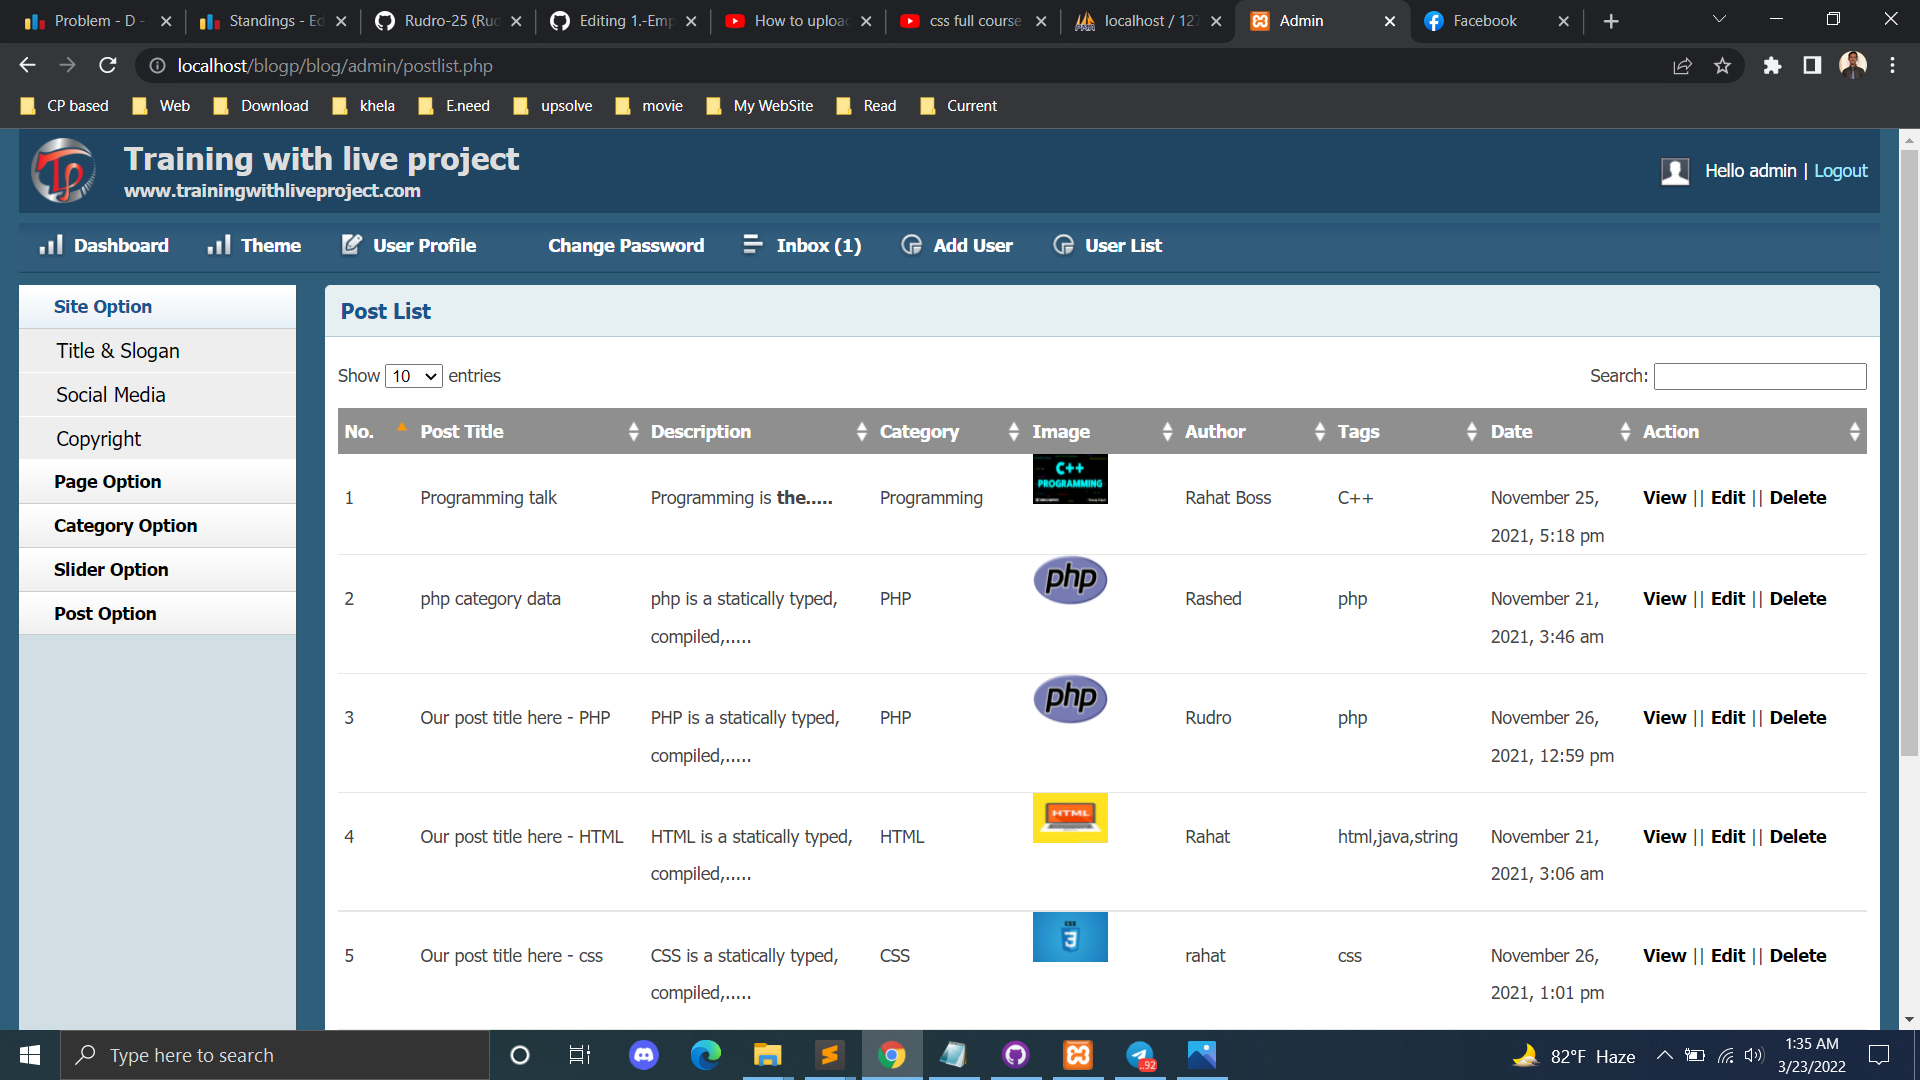 Problem - D -
Standings - Ed
Rudro-25 (Rud
Editing 1.-Emp
How to uploa
css full course
localhost / 127
Admin
Facebook
localhost/blogp/blog/admin/postlist.php
CP based
Web
Download
khela
E.need
upsolve
movie
My WebSite
Read
Current
Training with live project
www.trainingwithliveproject.com
Hello admin | Logout
Dashboard
Theme
User Profile
Change Password
Inbox (1)
Add User
User List
Site Option
Title & Slogan
Social Media
Copyright
Page Option
Category Option
Slider Option
Post Option
Post List
Show 10 entries
Search:
No. Post Title Description Category Image Author Tags Date Action
C++
PROGRAMMING
1 Programming talk Programming is the..... Programming Rahat Boss C++ November 25, View || Edit || Delete
2021, 5:18 pm
php
2 php category data php is a statically typed, PHP Rashed php November 21, View || Edit || Delete
compiled,..... 2021, 3:46 am
php
3 Our post title here - PHP PHP is a statically typed, PHP Rudro php November 26, View || Edit || Delete
compiled,..... 2021, 12:59 pm
HTML
4 Our post title here - HTML HTML is a statically typed, HTML Rahat html,java,string November 21, View || Edit || Delete
compiled,..... 2021, 3:06 am
3
5 Our post title here - css CSS is a statically typed, CSS rahat css November 26, View || Edit || Delete
compiled,..... 2021, 1:01 pm
Type here to search
..92
82°F Haze
1:35 AM
3/23/2022